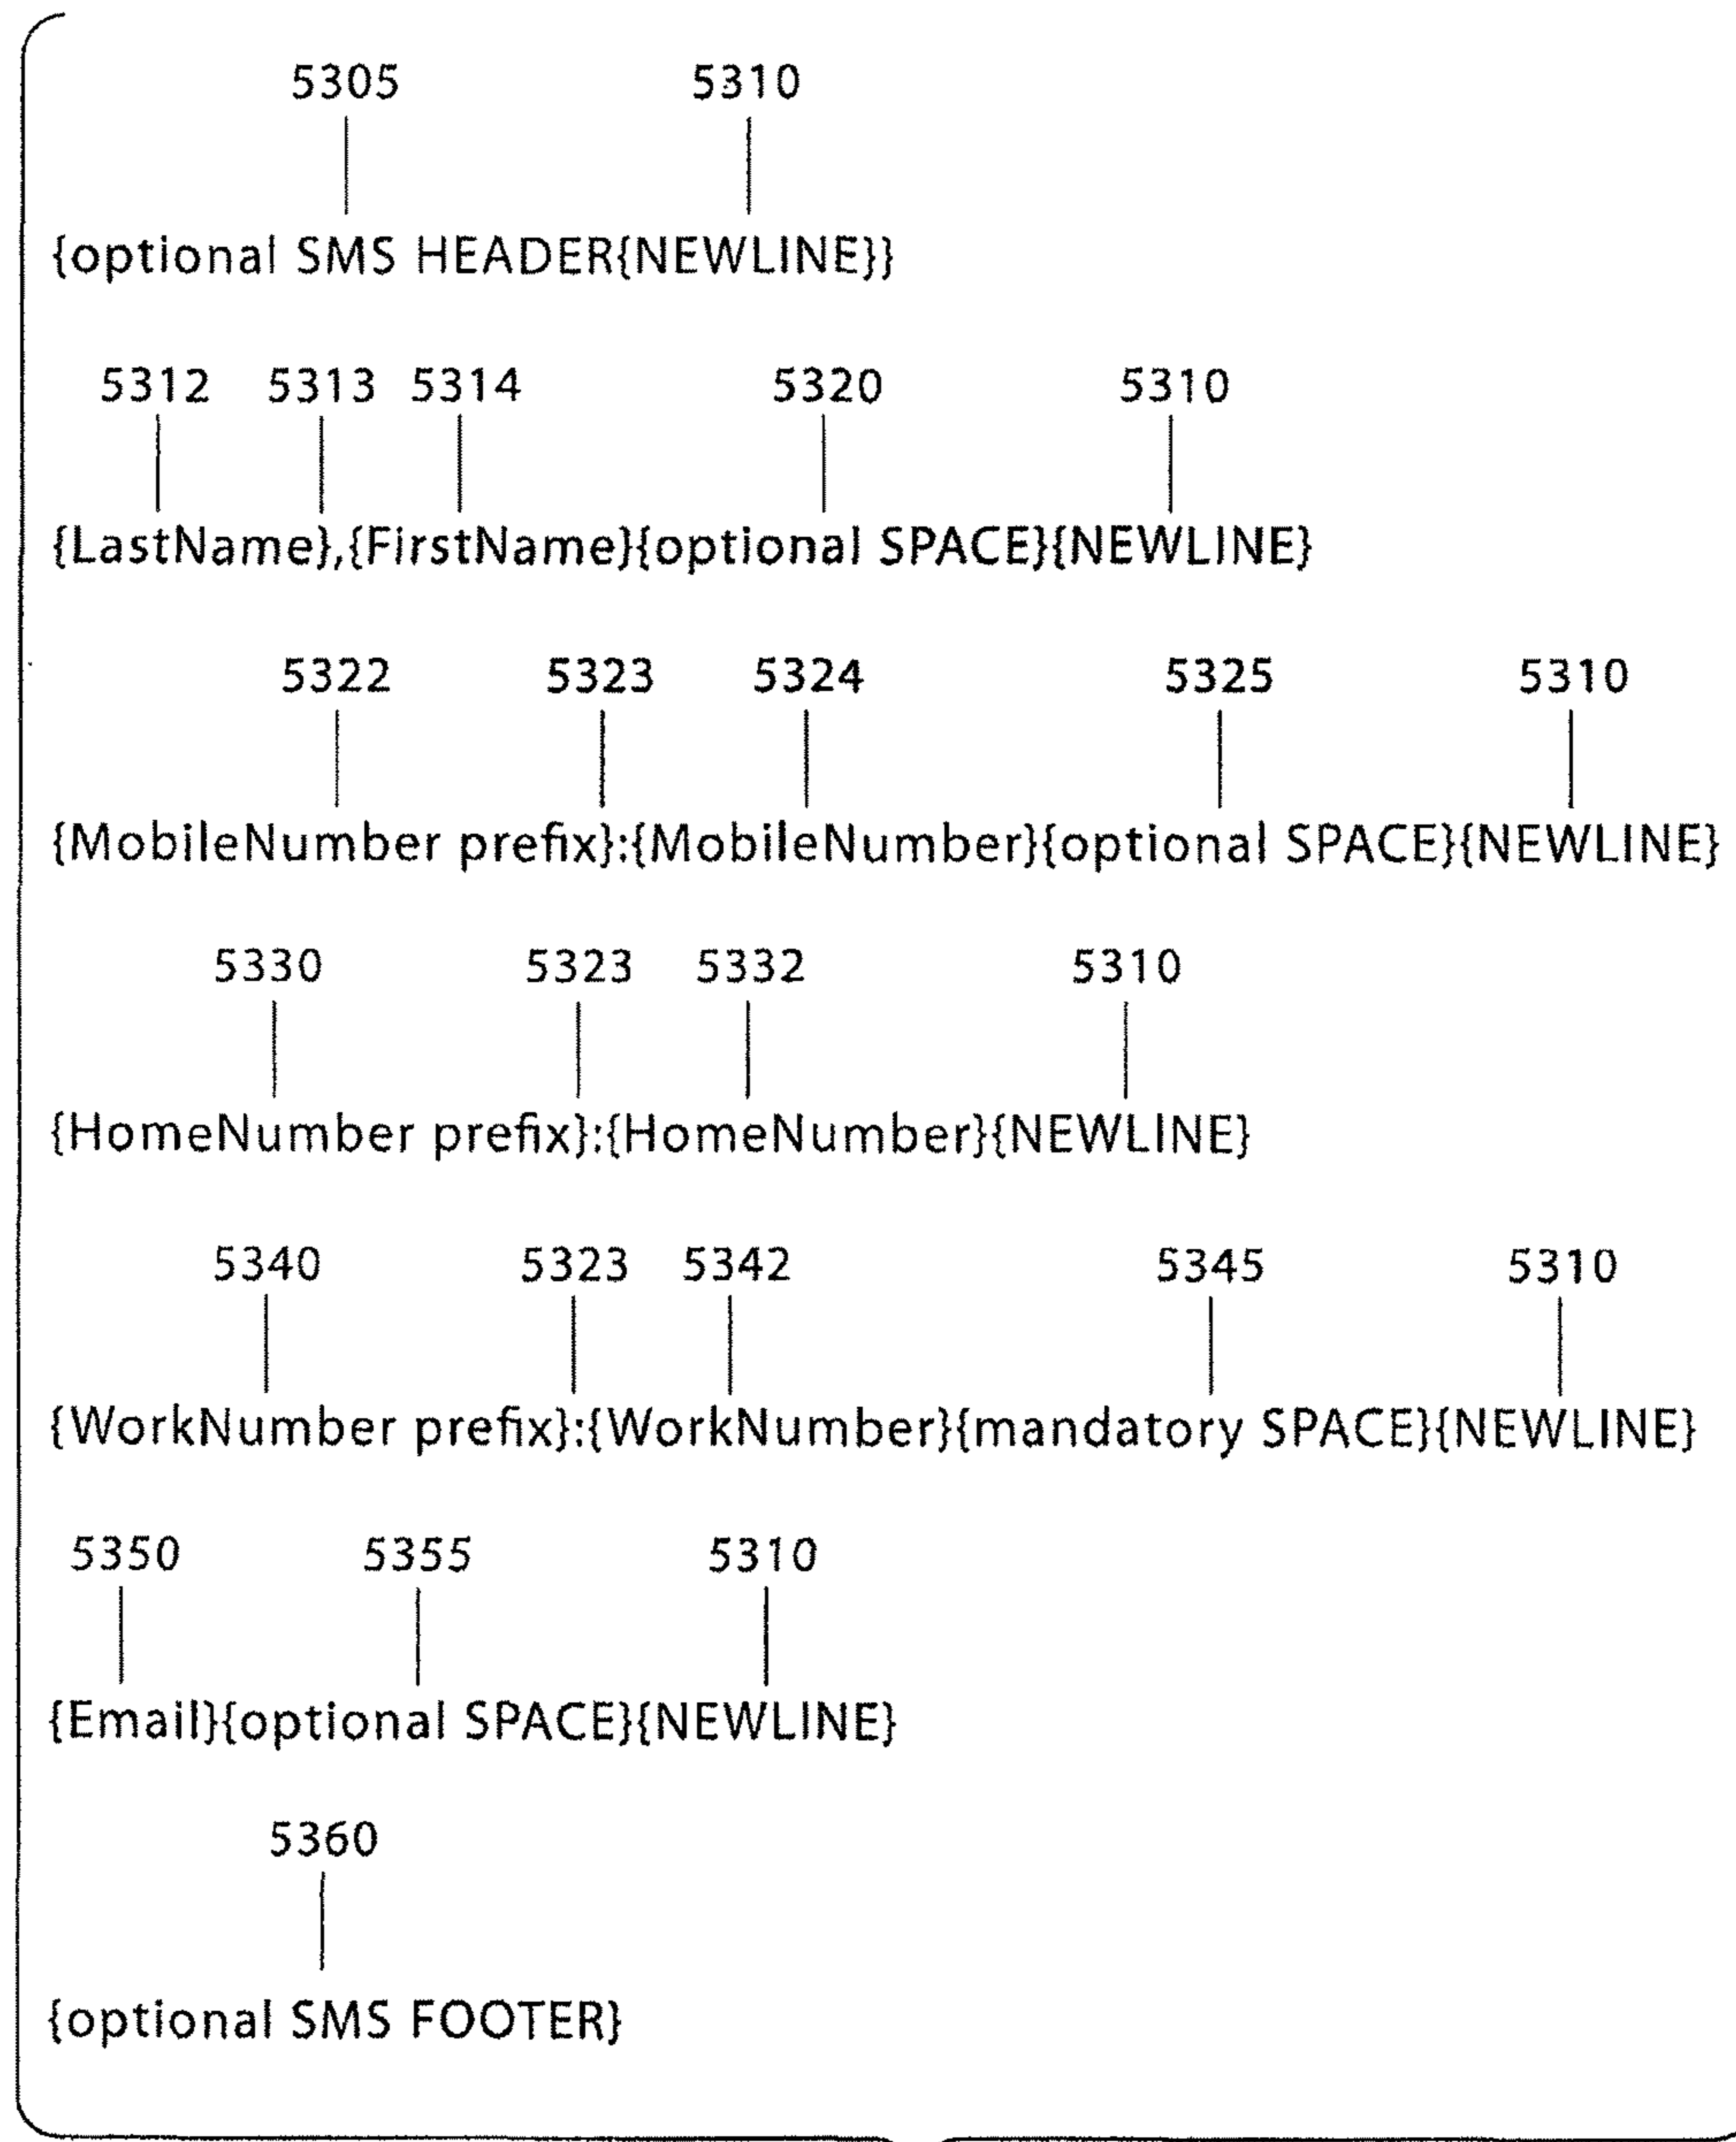 5305 5310
{optional SMS HEADER{NEWLINE}}
5312 5313 5314 5320 5310
{LastName},{FirstName}{optional SPACE}{NEWLINE}
5322 5323 5324 5325 5310
{MobileNumber prefix}:{MobileNumber}{optional SPACE}{NEWLINE}
5330 5323 5332 5310
{HomeNumber prefix}:{HomeNumber}{NEWLINE}
5340 5323 5342 5345 5310
{WorkNumber prefix}:{WorkNumber}{mandatory SPACE}{NEWLINE}
5350 5355 5310
{Email}{optional SPACE}{NEWLINE}
5360
{optional SMS FOOTER}